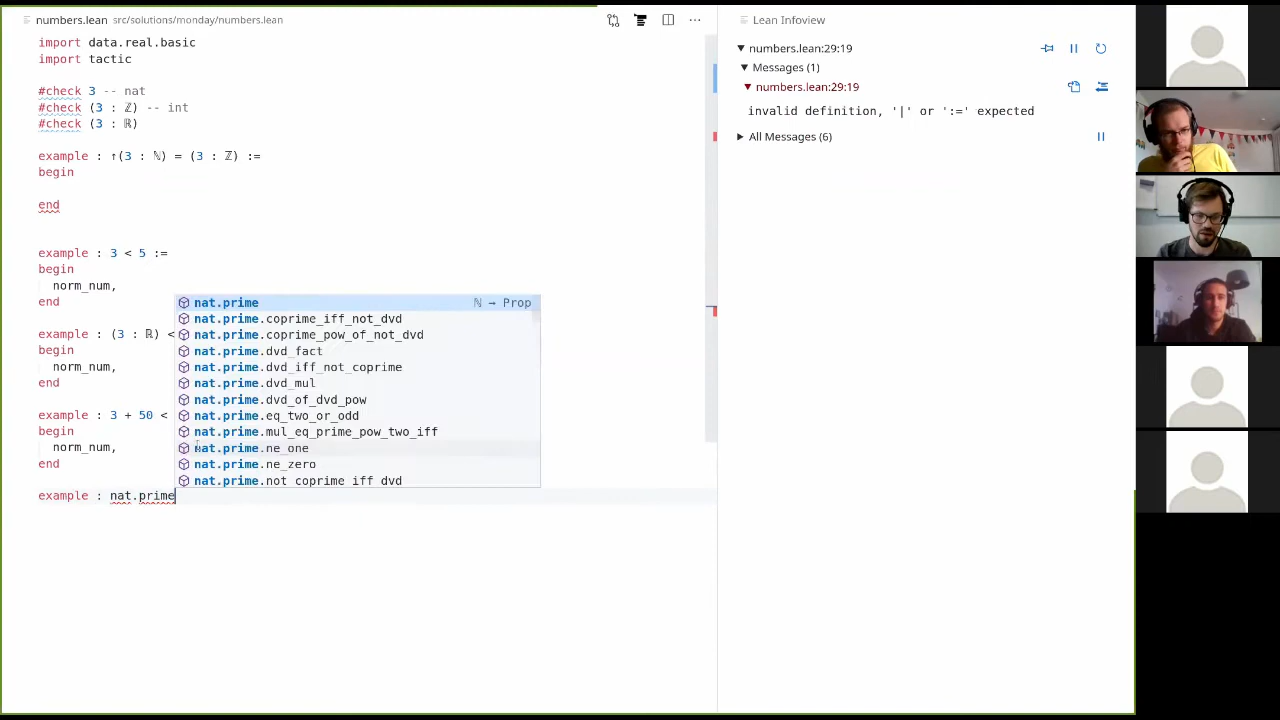 numbers.lean src/solutions/monday/numbers.lean
import data.real.basic
import tactic
#check 3 -- nat
#check (3 : ℤ) -- int
#check (3 : ℝ)
example : ↑(3 : ℕ) = (3 : ℤ) :=
begin
end
example : 3 < 5 :=
begin
norm_num,
end
example : (3 : ℝ) <
begin
norm_num,
end
example : 3 + 50 <
begin
norm_num,
end
example : nat.prime
nat.prime ℕ → Prop
nat.prime.coprime_iff_not_dvd
nat.prime.coprime_pow_of_not_dvd
nat.prime.dvd_fact
nat.prime.dvd_iff_not_coprime
nat.prime.dvd_mul
nat.prime.dvd_of_dvd_pow
nat.prime.eq_two_or_odd
nat.prime.mul_eq_prime_pow_two_iff
nat.prime.ne_one
nat.prime.ne_zero
nat.prime.not_coprime_iff_dvd
Lean Infoview
numbers.lean:29:19
Messages (1)
numbers.lean:29:19
invalid definition, '|' or ':=' expected
All Messages (6)